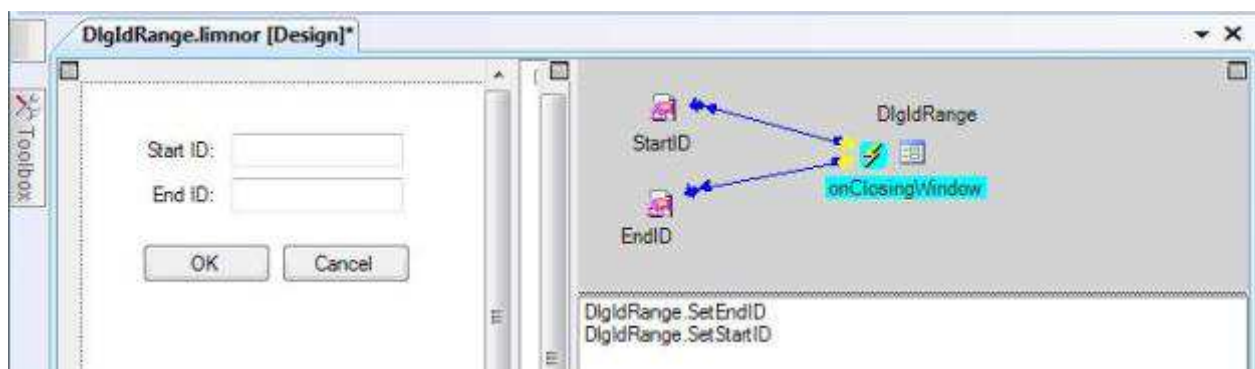 DlgIdRange.limnor [Design]*
Toolbox
Start ID:
End ID:
OK
Cancel
StartID
EndID
DlgIdRange
onClosingWindow
DlgIdRange.SetEndID
DlgIdRange.SetStartID